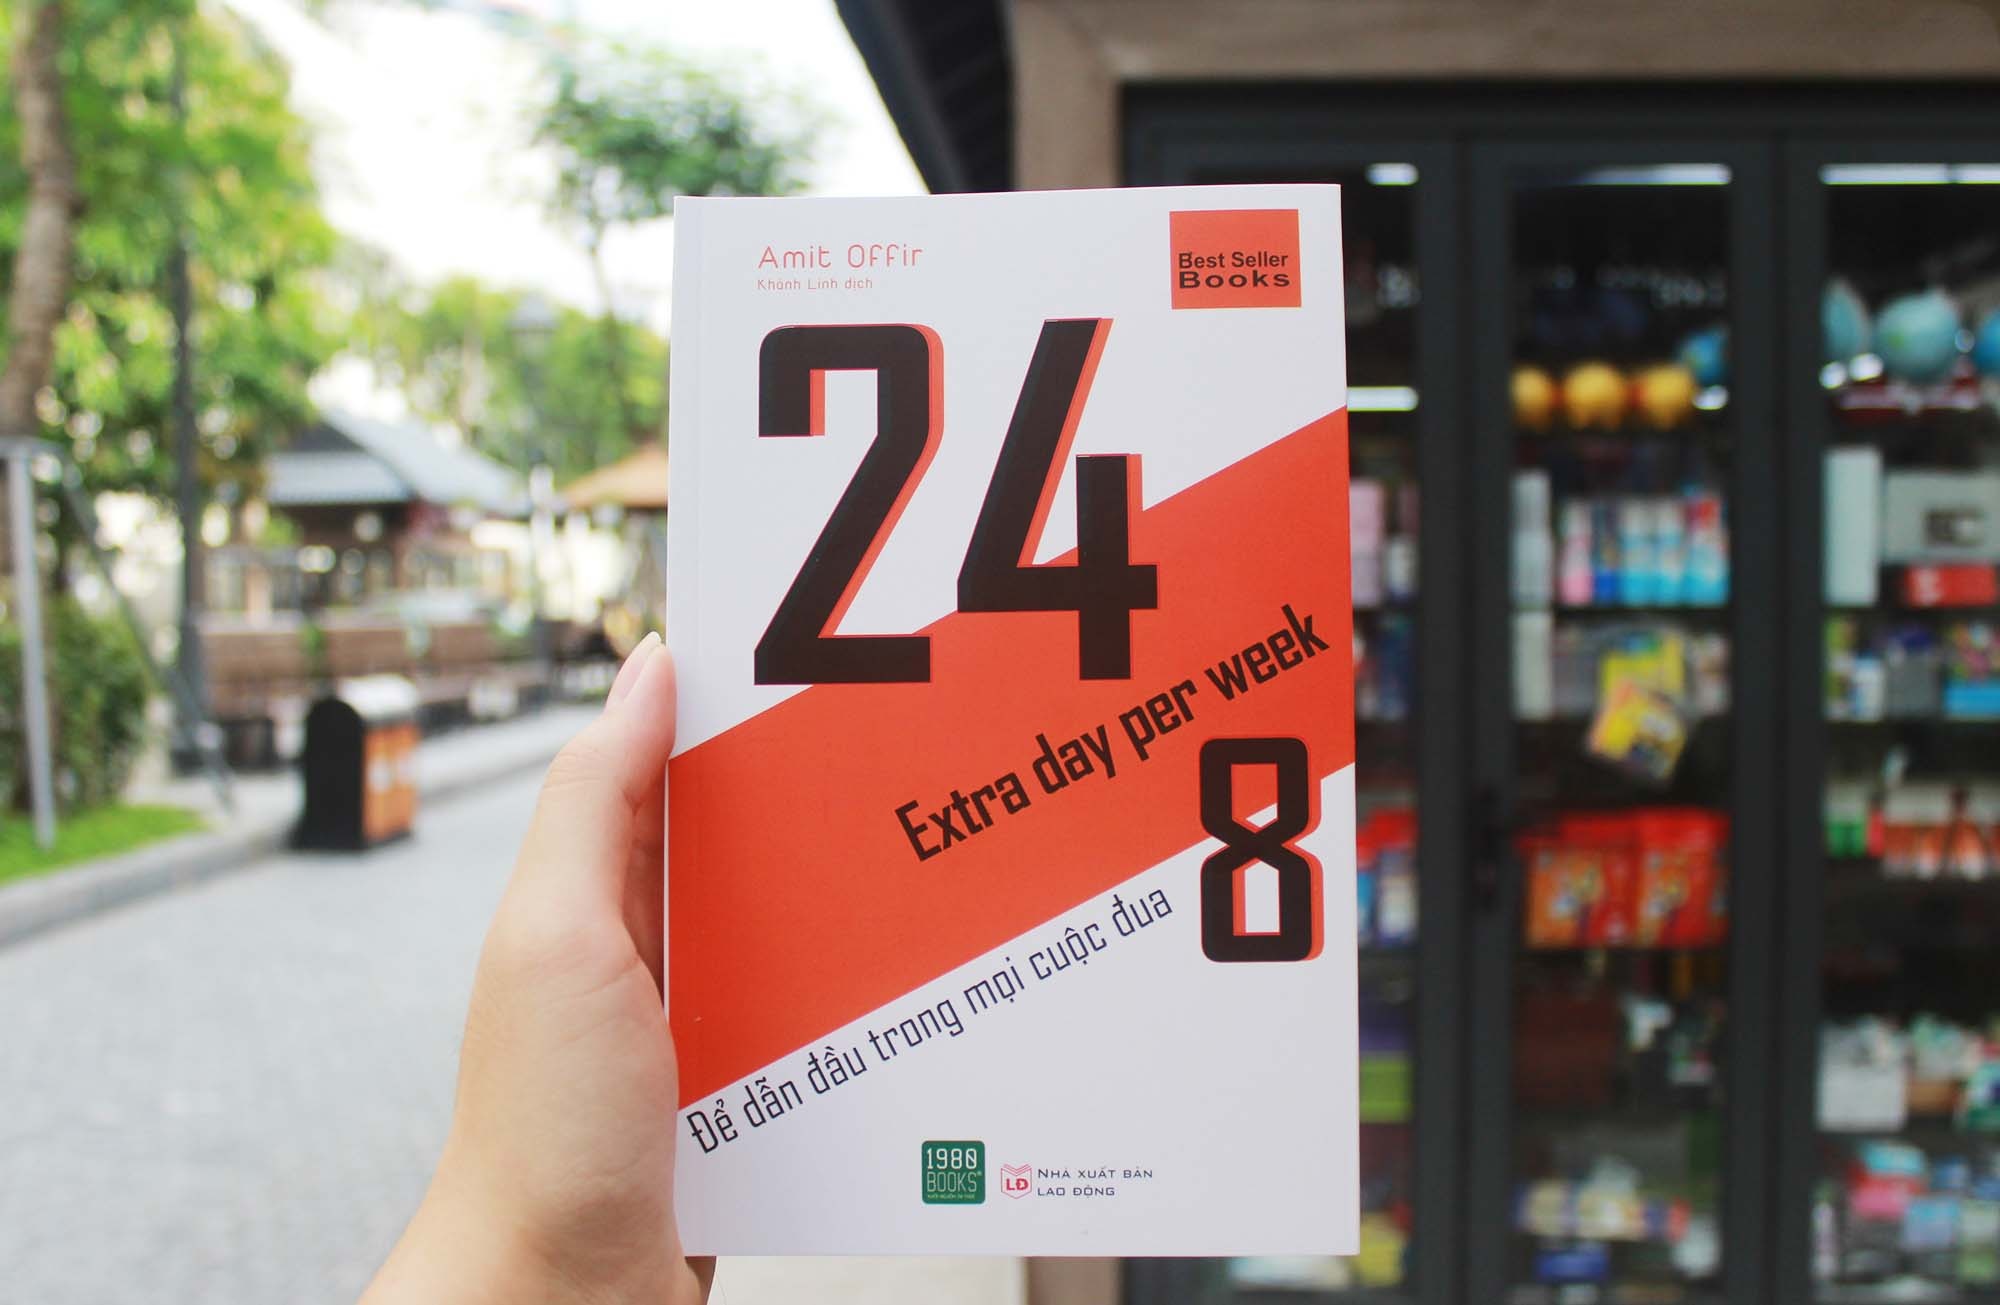 Amit Offir
Khánh Linh dịch
Best Seller
Books
24
Extra day per week
8
Để dẫn đầu trong mọi cuộc đua
1980
BOOKS
LĐ
NHÀ XUẤT BẢN
LAO ĐỘNG